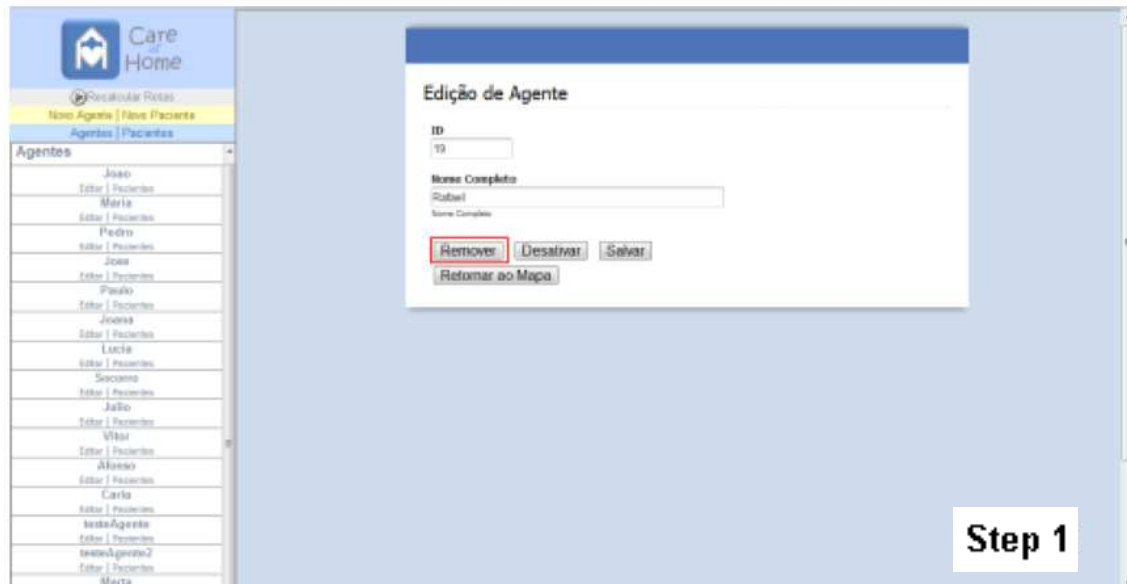 Care
at
Home
Recalcular Rotas
Novo Agente | Novo Paciente
Agentes | Pacientes
Agentes
Joao
Editar | Pacientes
Maria
Editar | Pacientes
Pedro
Editar | Pacientes
Jose
Editar | Pacientes
Paulo
Editar | Pacientes
Joana
Editar | Pacientes
Lucia
Editar | Pacientes
Socorro
Editar | Pacientes
Julio
Editar | Pacientes
Vitor
Editar | Pacientes
Afonso
Editar | Pacientes
Carla
Editar | Pacientes
testeAgente
Editar | Pacientes
testeAgente2
Editar | Pacientes
Marta
Edição de Agente
ID
19
Nome Completo
Rafael
Nome Completo
Remover Desativar Salvar
Retornar ao Mapa
Step 1